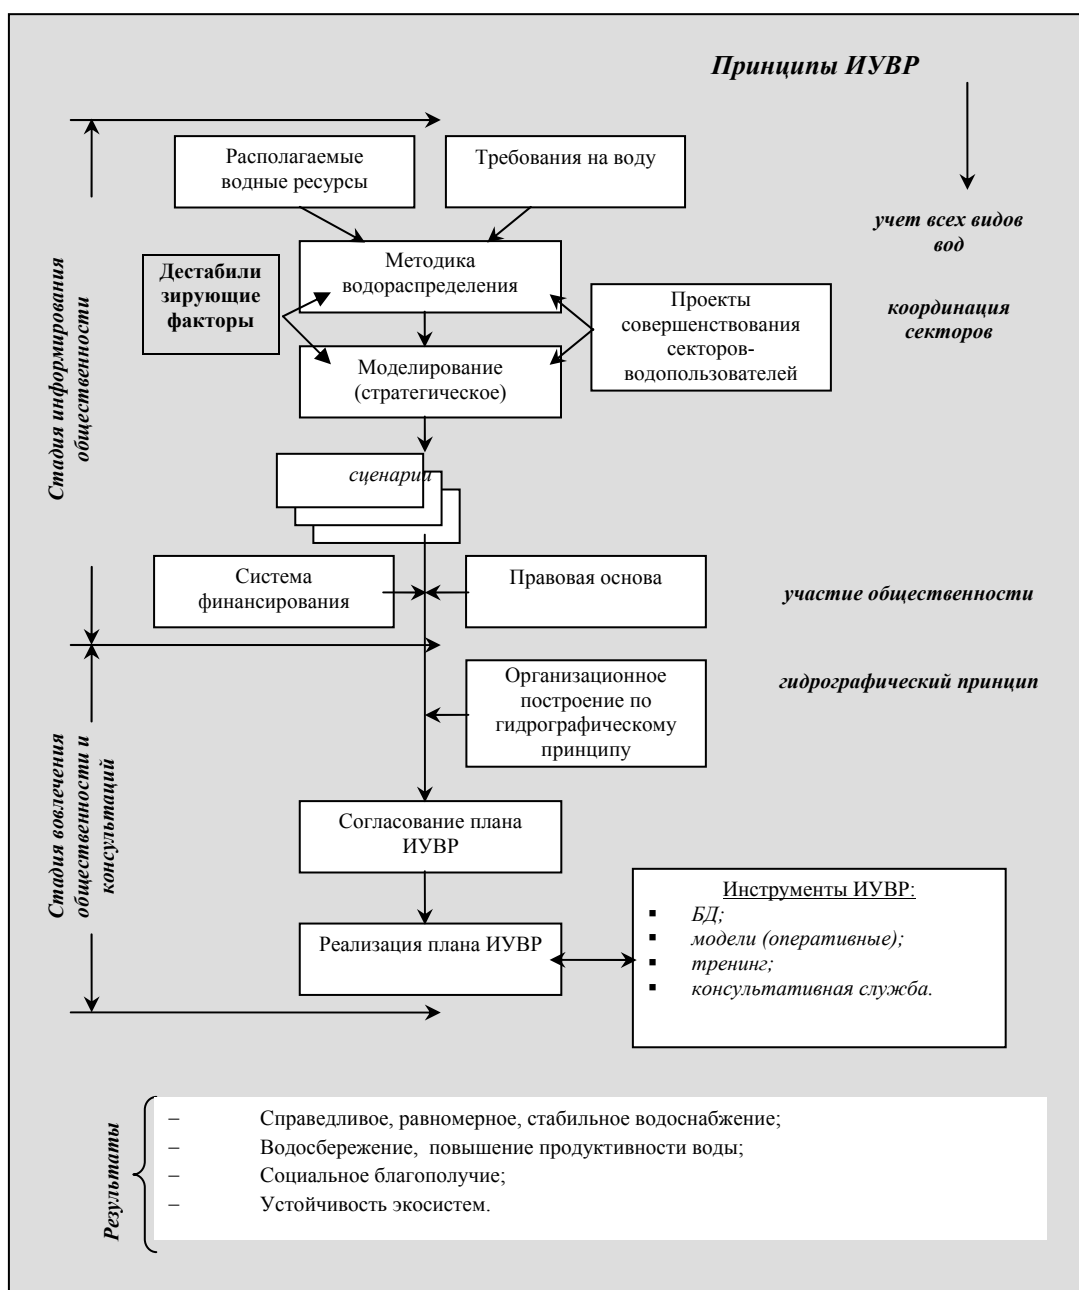 Принципы ИУВР
Располагаемые
водные ресурсы
Требования на воду
учет всех видов
вод
Методика
водораспределения
Дестабили
зирующие
факторы
Проекты
совершенствования
секторов-
водопользователей
координация
секторов
Моделирование
(стратегическое)
сценарии
Стадия информирования
общественности
Система
финансирования
Правовая основа
участие общественности
Организационное
построение по
гидрографическому
принципу
гидрографический принцип
Стадия вовлечения
общественности и
консультаций
Согласование плана
ИУВР
Реализация плана ИУВР
Инструменты ИУВР:
▪ БД;
▪ модели (оперативные);
▪ тренинг;
▪ консультативная служба.
Результаты
– Справедливое, равномерное, стабильное водоснабжение;
– Водосбережение, повышение продуктивности воды;
– Социальное благополучие;
– Устойчивость экосистем.